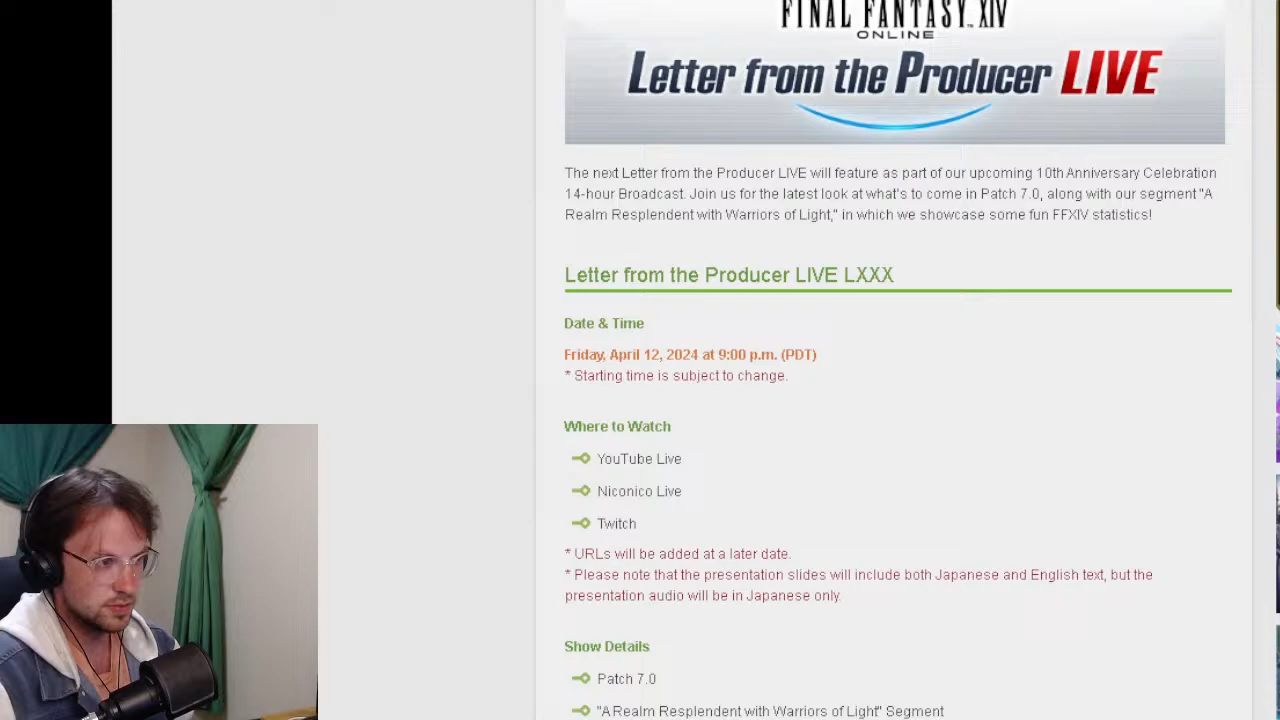 FINAL FANTASY XIV
ONLINE
Letter from the Producer LIVE
The next Letter from the Producer LIVE will feature as part of our upcoming 10th Anniversary Celebration
14-hour Broadcast. Join us for the latest look at what's to come in Patch 7.0, along with our segment "A
Realm Resplendent with Warriors of Light," in which we showcase some fun FFXIV statistics!
Letter from the Producer LIVE LXXX
Date & Time
Friday, April 12, 2024 at 9:00 p.m. (PDT)
* Starting time is subject to change.
Where to Watch
YouTube Live
Niconico Live
Twitch
* URLs will be added at a later date.
* Please note that the presentation slides will include both Japanese and English text, but the
presentation audio will be in Japanese only.
Show Details
Patch 7.0
"A Realm Resplendent with Warriors of Light" Segment